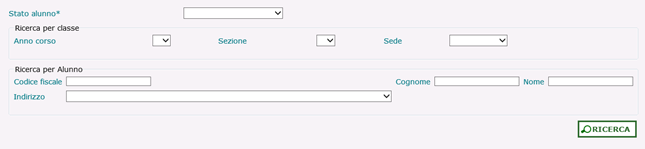 Stato alunno*
Ricerca per classe
Anno corso Sezione Sede
Ricerca per Alunno
Codice fiscale Cognome Nome
Indirizzo
RICERCA